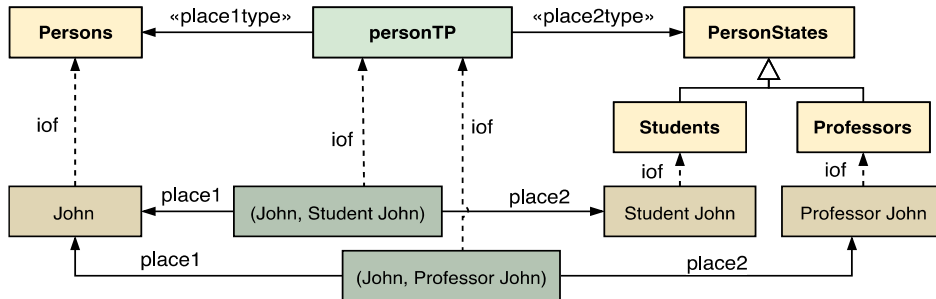 «place1type»
«place2type»
Persons
personTP
PersonStates
iof
iof
iof
Students
Professors
iof
iof
place1
place2
John
(John, Student John)
Student John
Professor John
place1
(John, Professor John)
place2